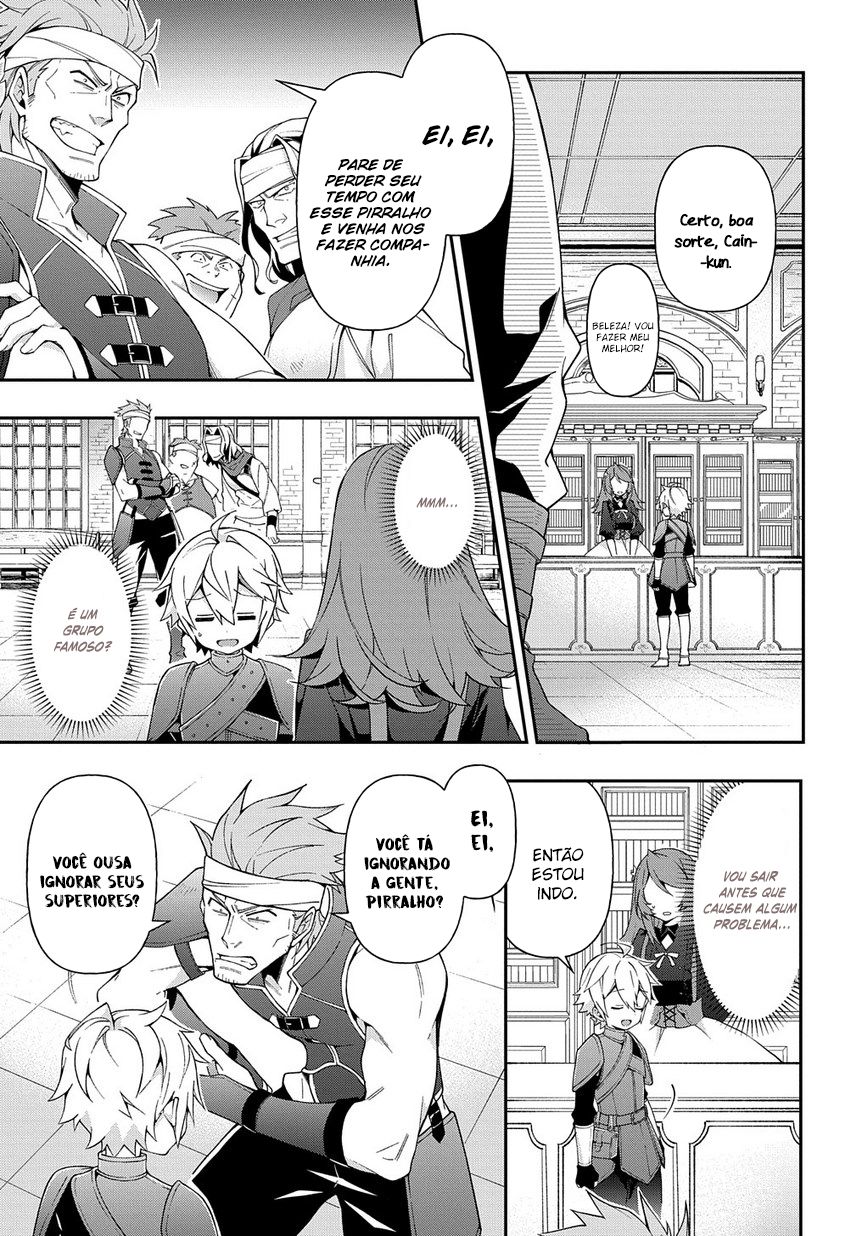 Certo, boa
sorte, Cain-
-kun.
BELEZA! VOU
FAZER MEU
MELHOR!
EI, EI,
PARE DE
PERDER SEU
TEMPO COM
ESSE PIRRALHO
E VENHA NOS
FAZER COMPA-
NHIA.
MMM...
É UM
GRUPO
FAMOSO?
VOU SAIR
ANTES QUE
CAUSEM ALGUM
PROBLEMA...
ENTÃO
ESTOU
INDO.
EI,
EI,
VOCÊ TÁ
IGNORANDO
A GENTE,
PIRRALHO?
VOCÊ OUSA
IGNORAR SEUS
SUPERIORES?